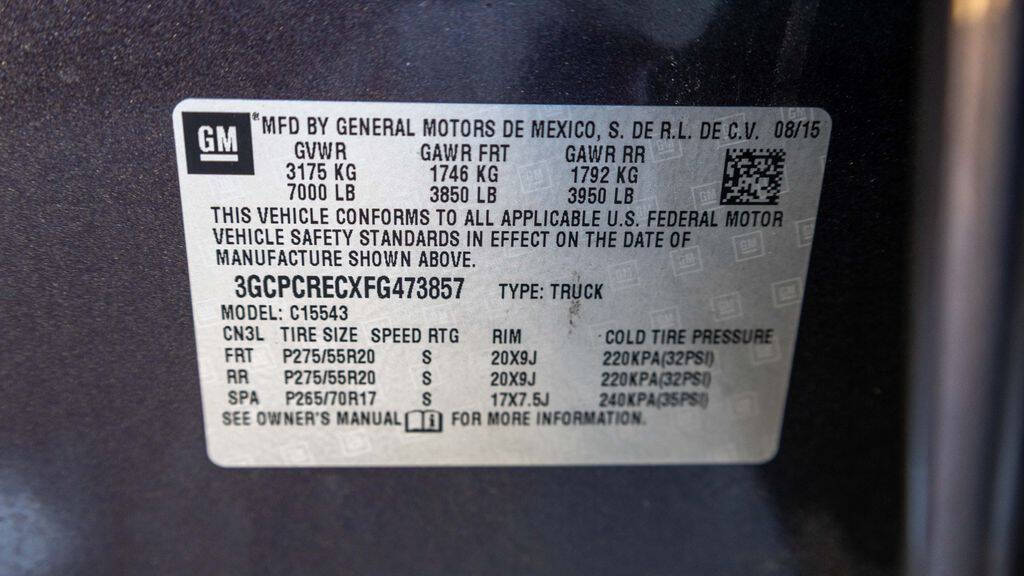 GM ® MFD BY GENERAL MOTORS DE MEXICO, S. DE R.L. DE C.V. 08/15
GVWR GAWR FRT GAWR RR
3175 KG 1746 KG 1792 KG
7000 LB 3850 LB 3950 LB
THIS VEHICLE CONFORMS TO ALL APPLICABLE U.S. FEDERAL MOTOR
VEHICLE SAFETY STANDARDS IN EFFECT ON THE DATE OF
MANUFACTURE SHOWN ABOVE.
3GCPCRECXFG473857 TYPE: TRUCK
MODEL: C15543
CN3L TIRE SIZE SPEED RTG RIM COLD TIRE PRESSURE
FRT P275/55R20 S 20X9J 220KPA(32PSI)
RR P275/55R20 S 20X9J 220KPA(32PSI)
SPA P265/70R17 S 17X7.5J 240KPA(35PSI)
SEE OWNER'S MANUAL i FOR MORE INFORMATION.